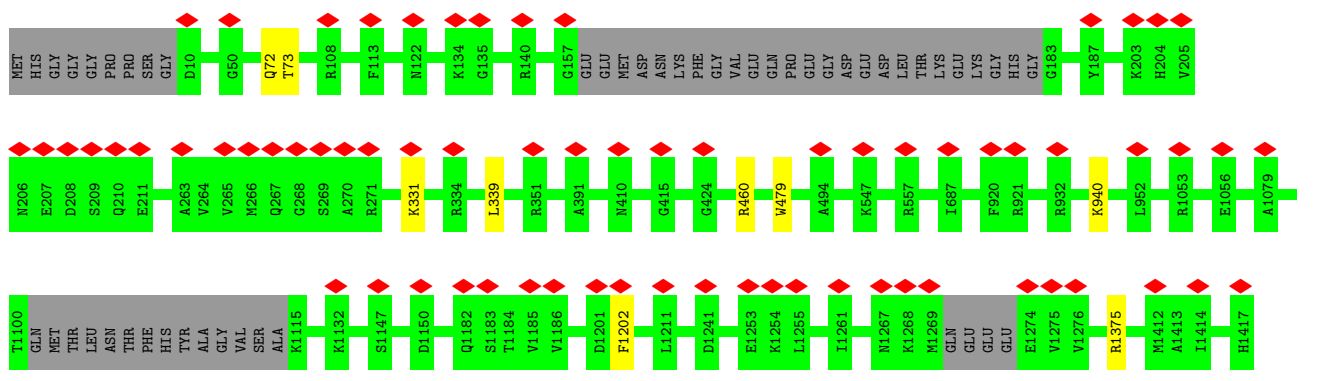 MET HIS GLY GLY GLY PRO PRO SER GLY D10 G50 Q72 T73 R108 F113 N122 K134 G135 R140 G157 GLU GLU MET ASP ASN LYS PHE GLY VAL GLU GLN PRO GLU GLY ASP GLU ASP LEU THR LYS GLU LYS GLY HIS GLY G183 Y187 K203 H204 V205
N206 E207 D208 S209 Q210 E211 A263 V264 V265 M266 Q267 G268 S269 A270 R271 K331 R334 L339 R351 A391 N410 G415 G424 R460 W479 A494 K547 R557 I687 F920 R921 R932 K940 L952 R1053 E1056 A1079
T1100 GLN MET THR LEU ASN THR PHE HIS TYR ALA GLY VAL SER ALA K1115 K1132 S1147 D1150 Q1182 S1183 T1184 V1185 V1186 D1201 F1202 L1211 D1241 E1253 K1254 L1255 I1261 N1267 K1268 M1269 GLN GLU GLU GLU E1274 V1275 V1276 R1375 M1412 A1413 I1414 H1417